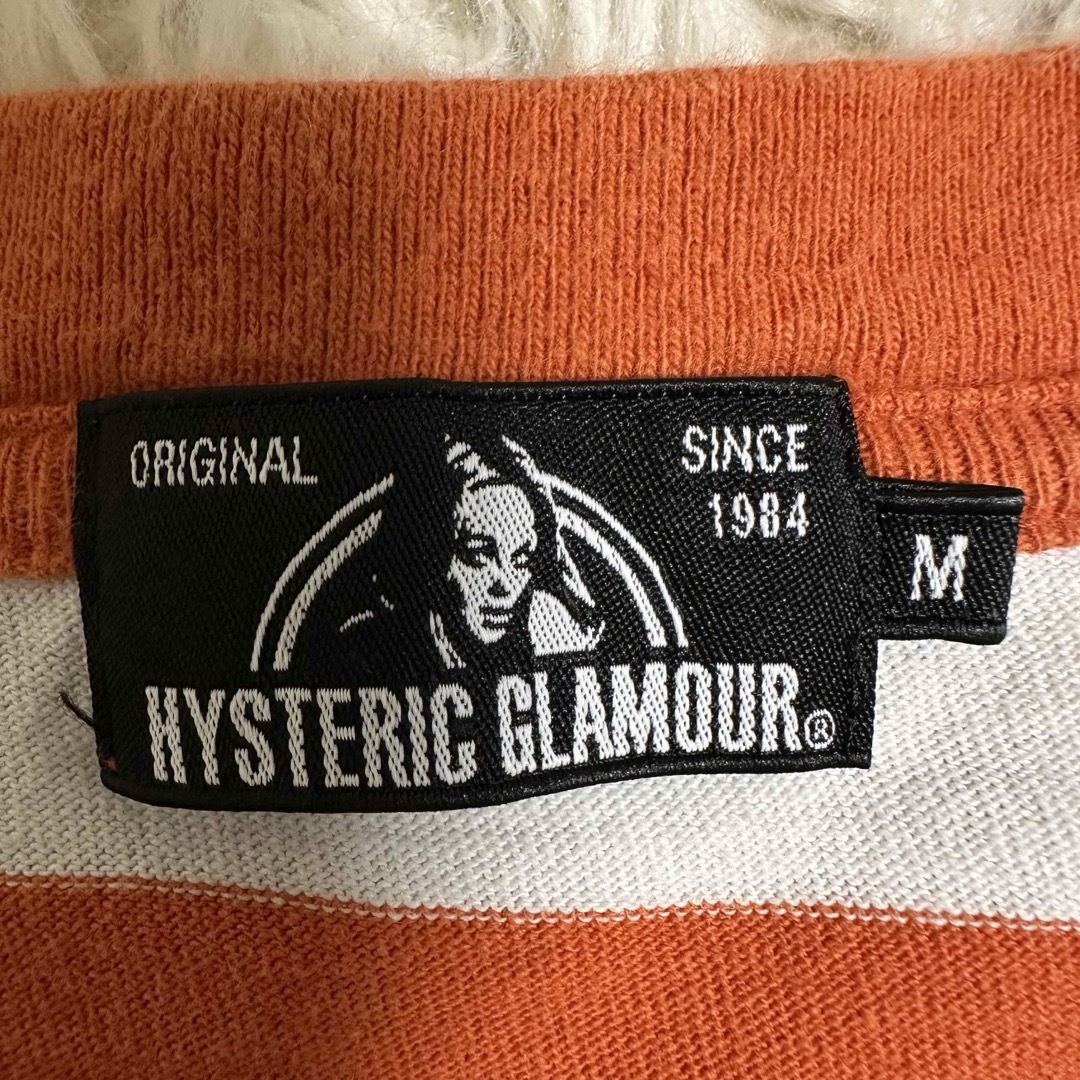 ORIGINAL
SINCE
1984
M
HYSTERIC GLAMOUR®